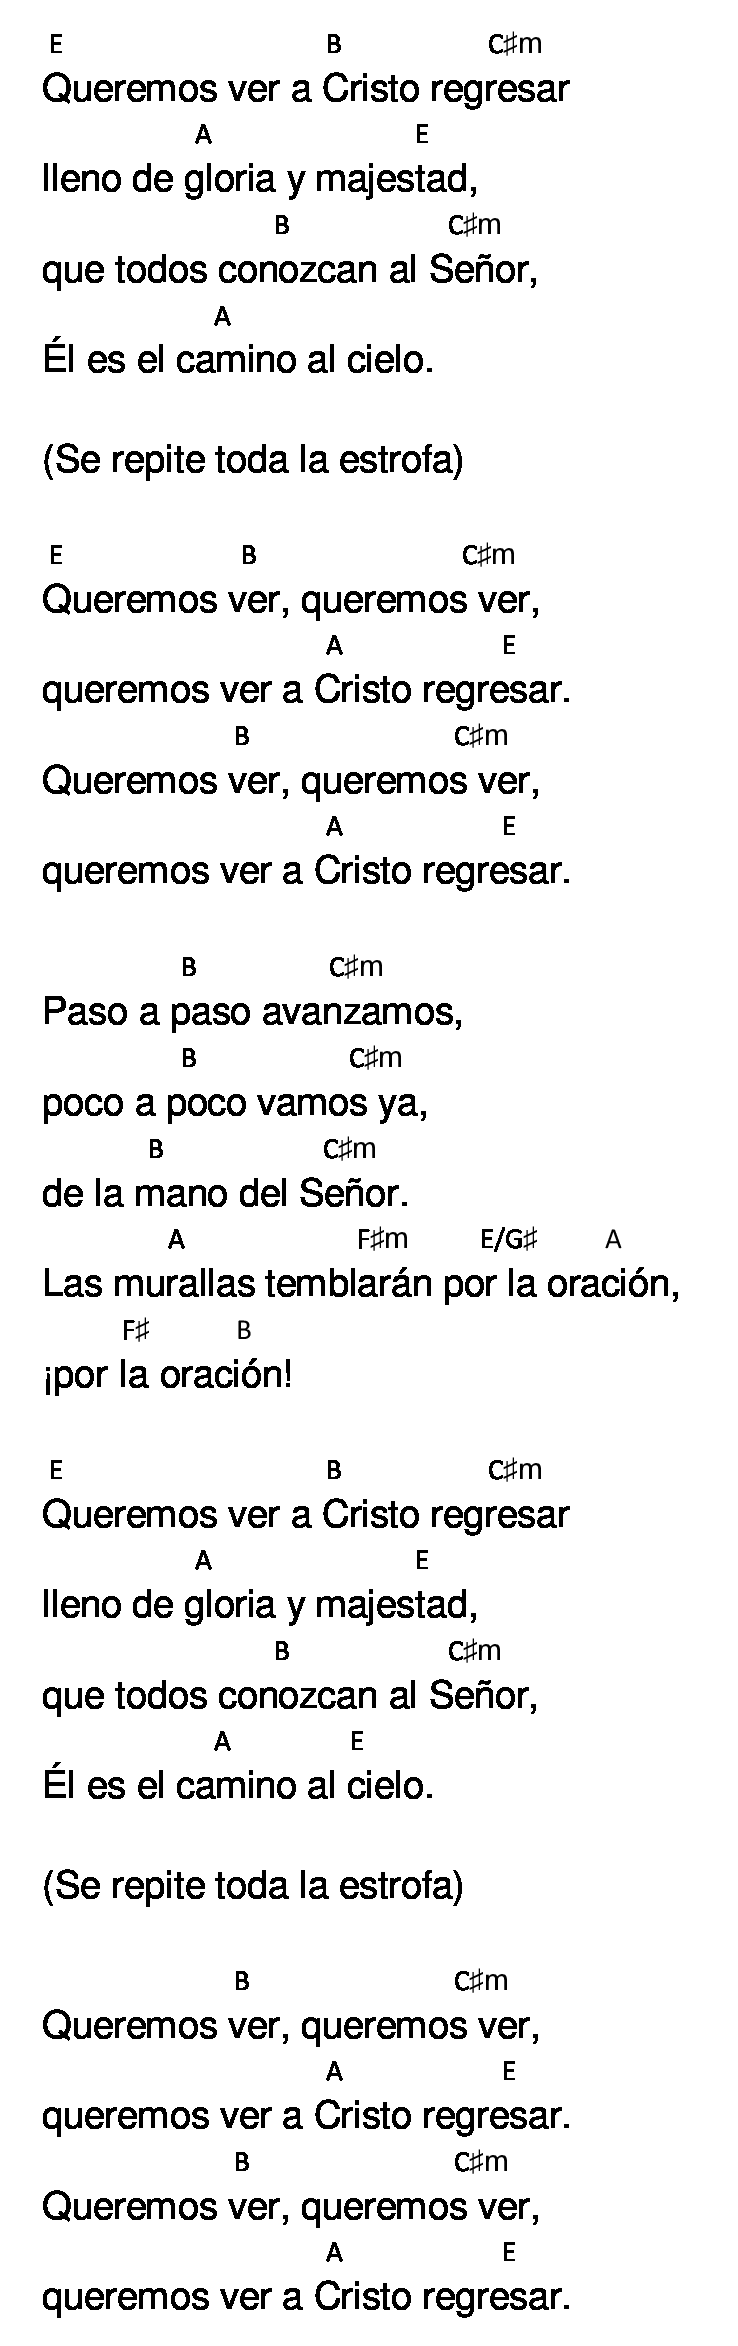 E B C♯m
Queremos ver a Cristo regresar
A E
lleno de gloria y majestad,
B C♯m
que todos conozcan al Señor,
A
Él es el camino al cielo.
(Se repite toda la estrofa)
E B C♯m
Queremos ver, queremos ver,
A E
queremos ver a Cristo regresar.
B C♯m
Queremos ver, queremos ver,
A E
queremos ver a Cristo regresar.
B C♯m
Paso a paso avanzamos,
B C♯m
poco a poco vamos ya,
B C♯m
de la mano del Señor.
A F♯m E/G♯ A
Las murallas temblarán por la oración,
F♯ B
¡por la oración!
E B C♯m
Queremos ver a Cristo regresar
A E
lleno de gloria y majestad,
B C♯m
que todos conozcan al Señor,
A E
Él es el camino al cielo.
(Se repite toda la estrofa)
B C♯m
Queremos ver, queremos ver,
A E
queremos ver a Cristo regresar.
B C♯m
Queremos ver, queremos ver,
A E
queremos ver a Cristo regresar.